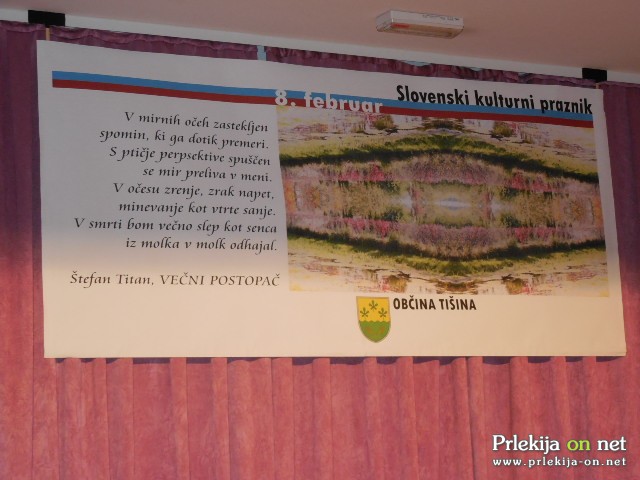 8. februar
Slovenski kulturni praznik
V mirnih očeh zastekljen
spomin, ki ga dotik premeri.
S ptičje perpsektive spuščen
se mir preliva v meni.
V očesu zrenje, zrak napet,
minevanje kot vtrte sanje.
V smrti bom večno slep kot senca
iz molka v molk odhajal.
Štefan Titan, VEČNI POSTOPAČ
OBČINA TIŠINA
Prlekija on net
www.prlekija-on.net